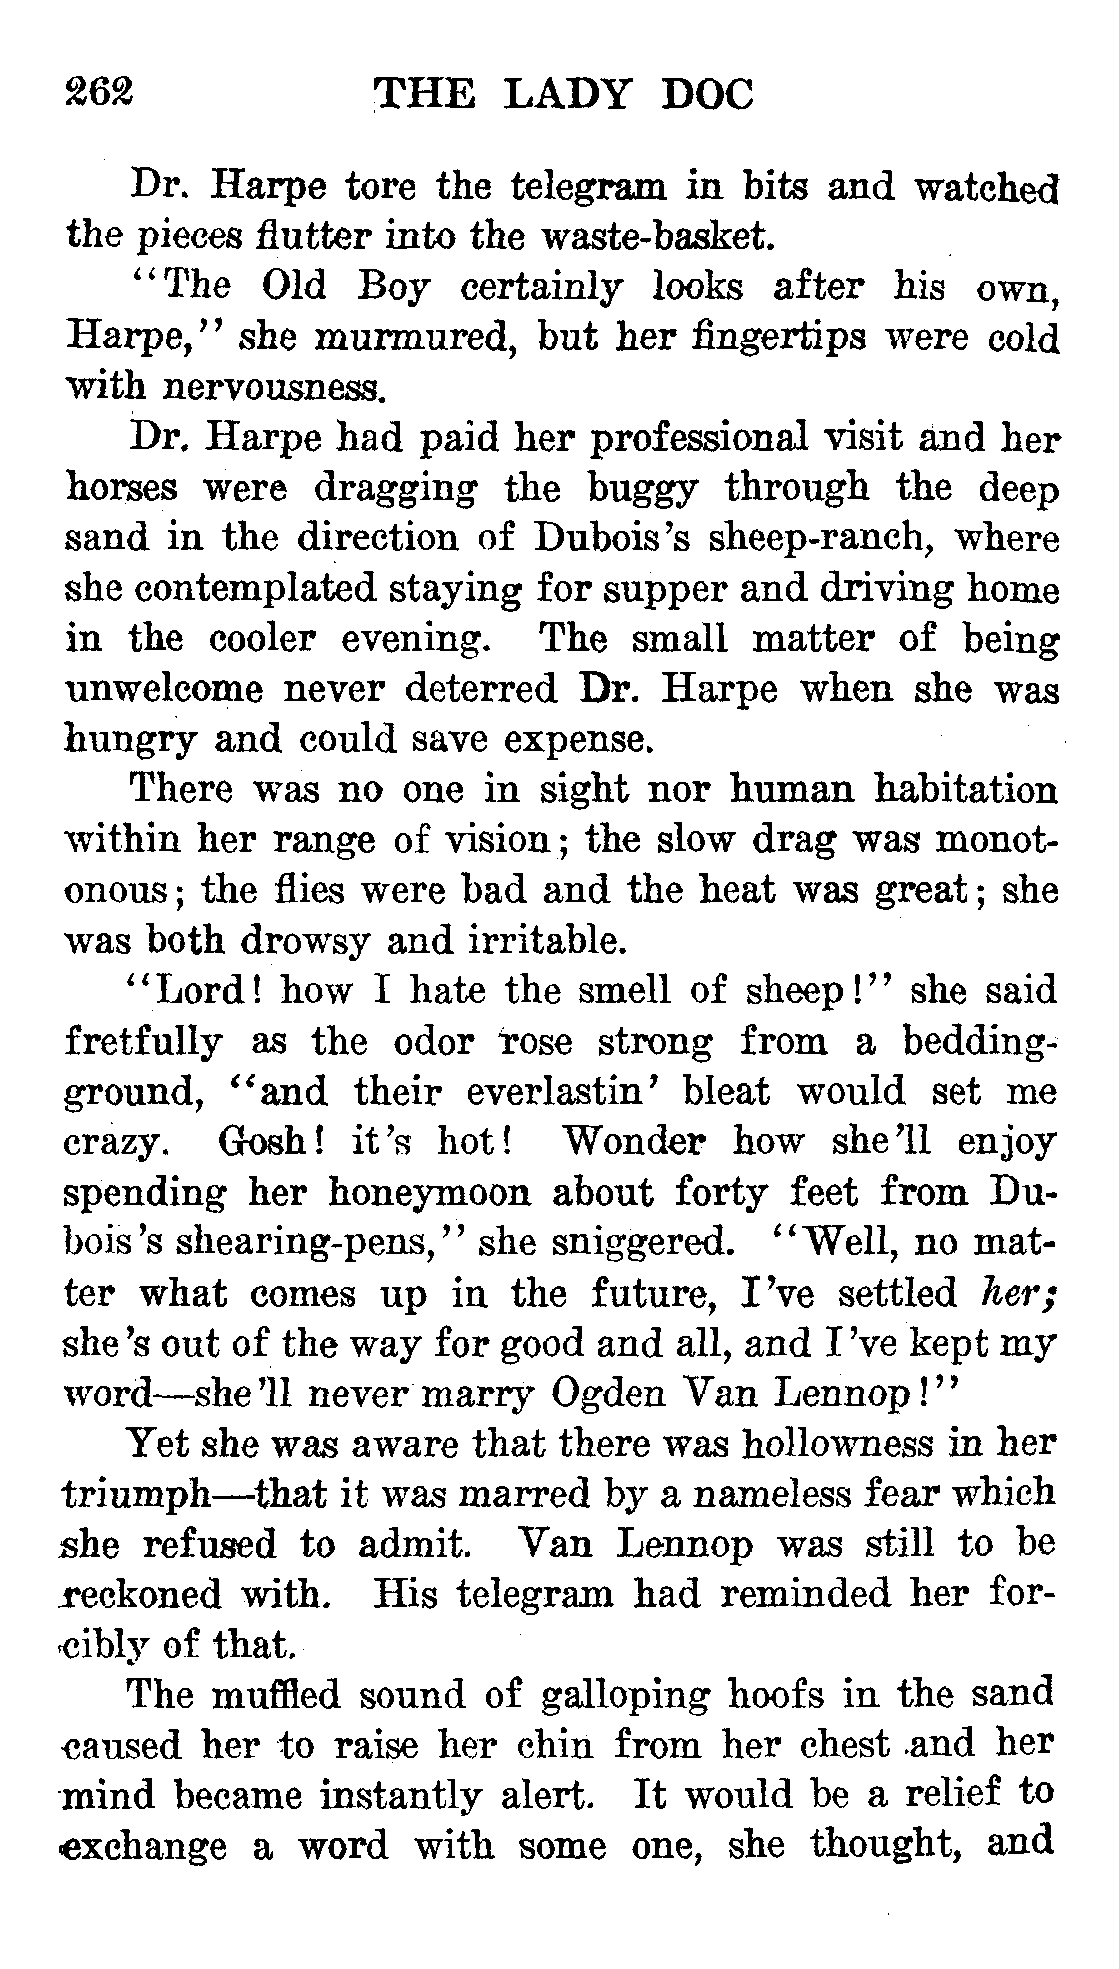 262 THE LADY DOC
Dr. Harpe tore the telegram in bits and watched
the pieces flutter into the waste-basket.
"The Old Boy certainly looks after his own,
Harpe," she murmured, but her fingertips were cold
with nervousness.
Dr. Harpe had paid her professional visit and her
horses were dragging the buggy through the deep
sand in the direction of Dubois's sheep-ranch, where
she contemplated staying for supper and driving home
in the cooler evening. The small matter of being
unwelcome never deterred Dr. Harpe when she was
hungry and could save expense.
There was no one in sight nor human habitation
within her range of vision; the slow drag was monot-
onous; the flies were bad and the heat was great; she
was both drowsy and irritable.
"Lord! how I hate the smell of sheep!" she said
fretfully as the odor rose strong from a bedding-
ground, "and their everlastin' bleat would set me
crazy. Gosh! it's hot! Wonder how she'll enjoy
spending her honeymoon about forty feet from Du-
bois's shearing-pens," she sniggered. "Well, no mat-
ter what comes up in the future, I've settled her;
she's out of the way for good and all, and I've kept my
word—she'll never marry Ogden Van Lennop!"
Yet she was aware that there was hollowness in her
triumph—that it was marred by a nameless fear which
she refused to admit. Van Lennop was still to be
reckoned with. His telegram had reminded her for-
cibly of that.
The muffled sound of galloping hoofs in the sand
caused her to raise her chin from her chest and her
mind became instantly alert. It would be a relief to
exchange a word with some one, she thought, and